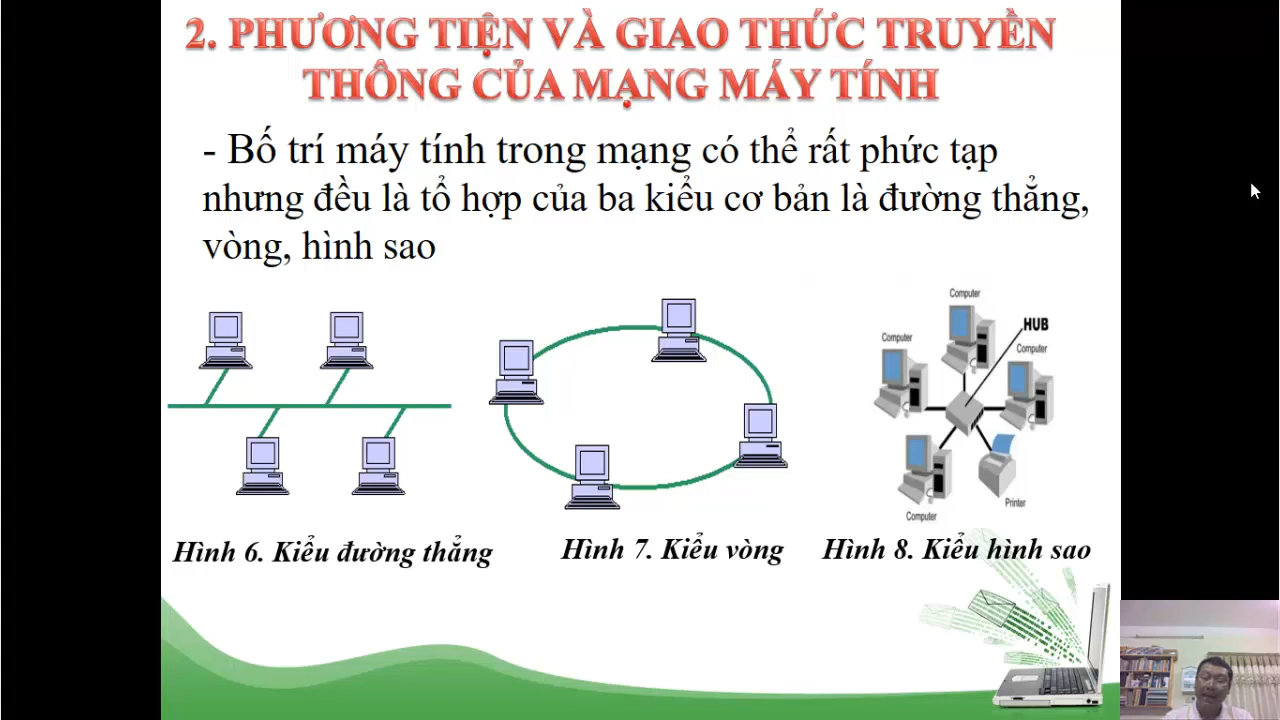 2. PHƯƠNG TIỆN VÀ GIAO THỨC TRUYỀN
THÔNG CỦA MẠNG MÁY TÍNH
- Bố trí máy tính trong mạng có thể rất phức tạp
nhưng đều là tổ hợp của ba kiểu cơ bản là đường thẳng,
vòng, hình sao
Computer
HUB
Computer
Computer
Computer
Printer
Hình 6. Kiểu đường thẳng
Hình 7. Kiểu vòng
Hình 8. Kiểu hình sao